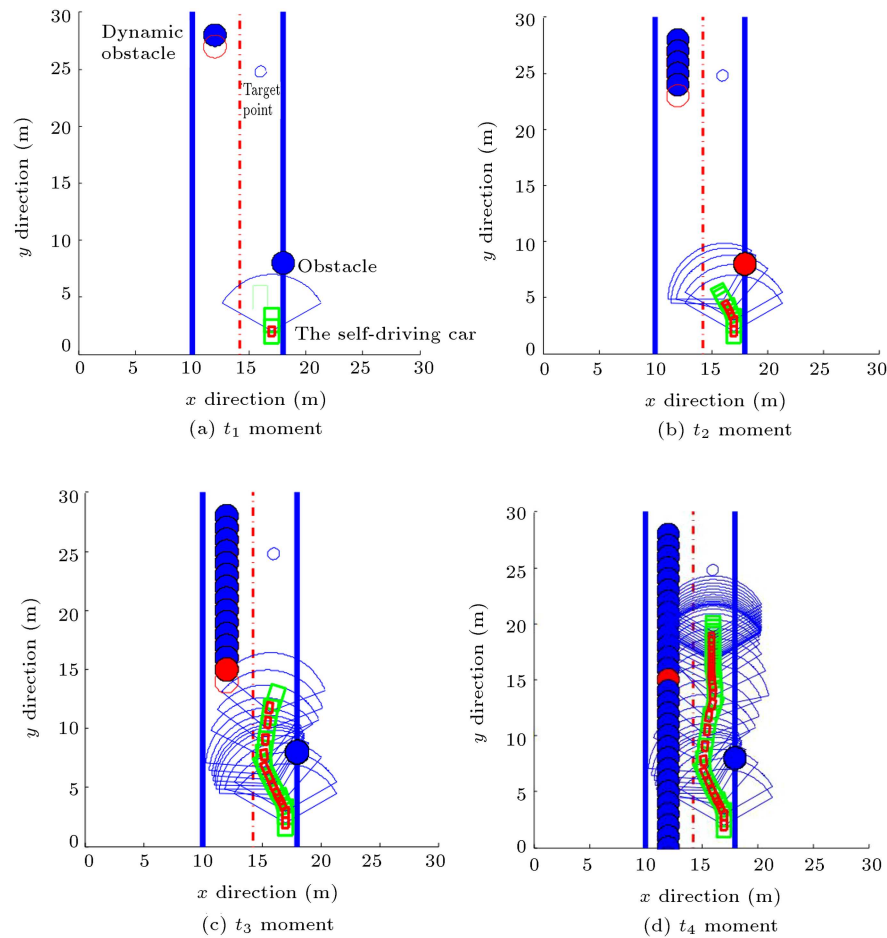 30
Dynamic
obstacle
25
Target
point
20
15
10
Obstacle
5
The self-driving car
0
y direction (m)
0 5 10 15 20 25 30
x direction (m)
(a) t₁ moment
30
25
20
15
10
5
0
y direction (m)
0 5 10 15 20 25 30
x direction (m)
(b) t₂ moment
30
25
20
15
10
5
0
y direction (m)
0 5 10 15 20 25 30
x direction (m)
(c) t₃ moment
30
25
20
15
10
5
0
y direction (m)
0 5 10 15 20 25 30
x direction (m)
(d) t₄ moment